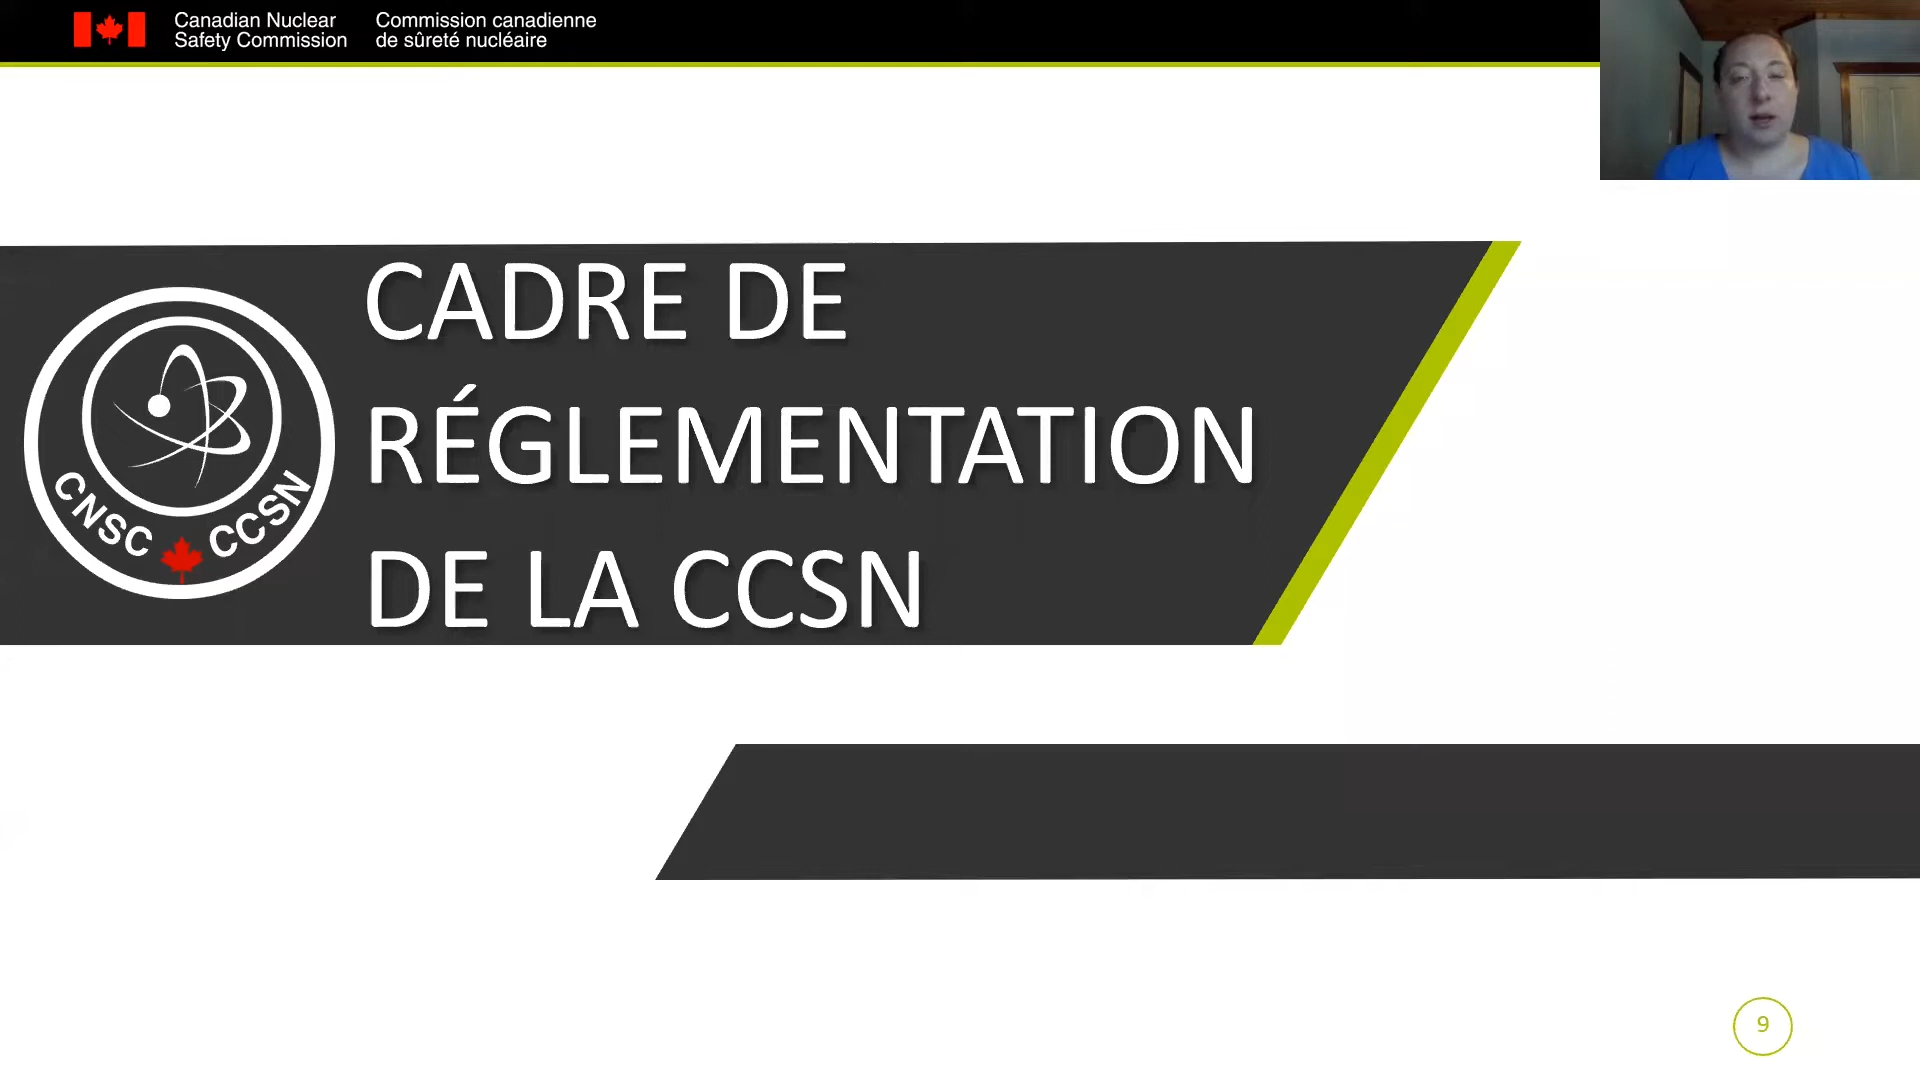 Canadian Nuclear
Safety Commission
Commission canadienne
de sûreté nucléaire
CADRE DE
RÉGLEMENTATION
DE LA CCSN
CNSC CCSN
9